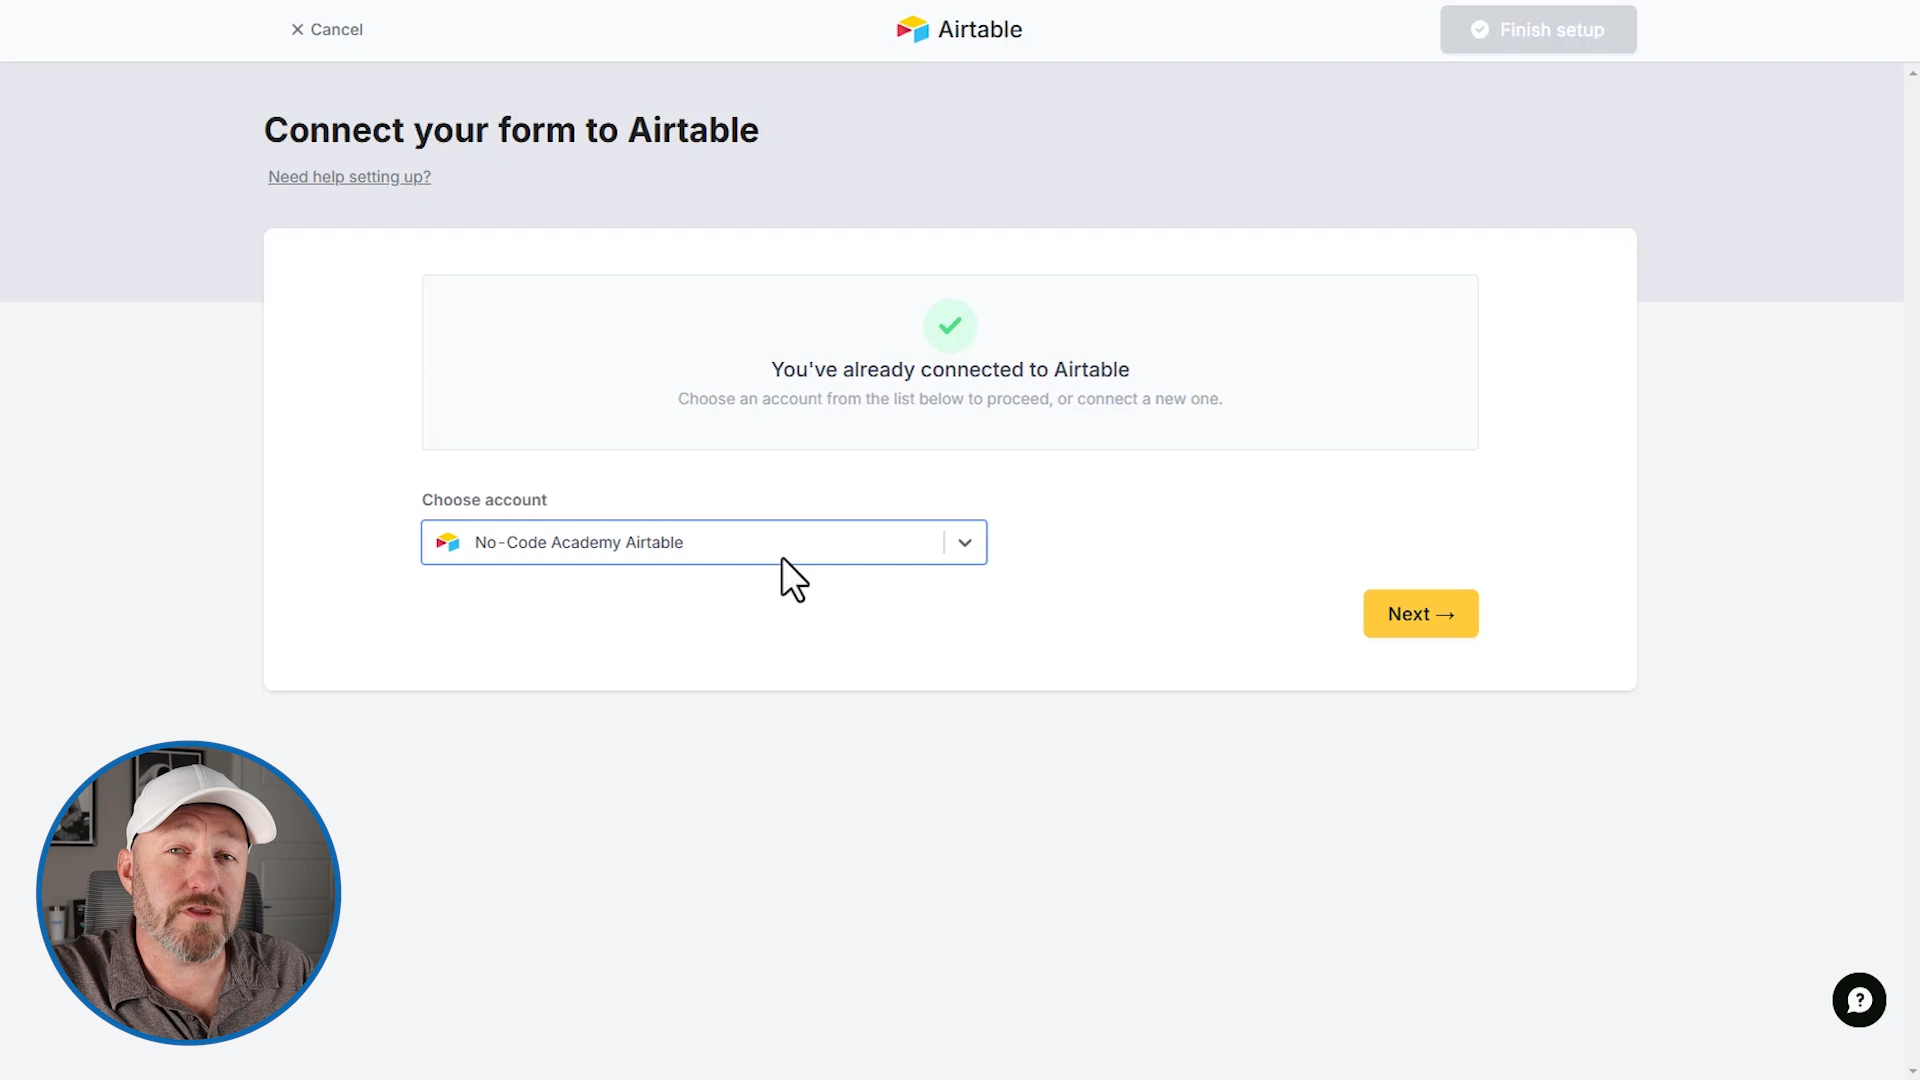 Cancel
Airtable
Finish setup
Connect your form to Airtable
Need help setting up?
You've already connected to Airtable
Choose an account from the list below to proceed, or connect a new one.
Choose account
No-Code Academy Airtable
Next →